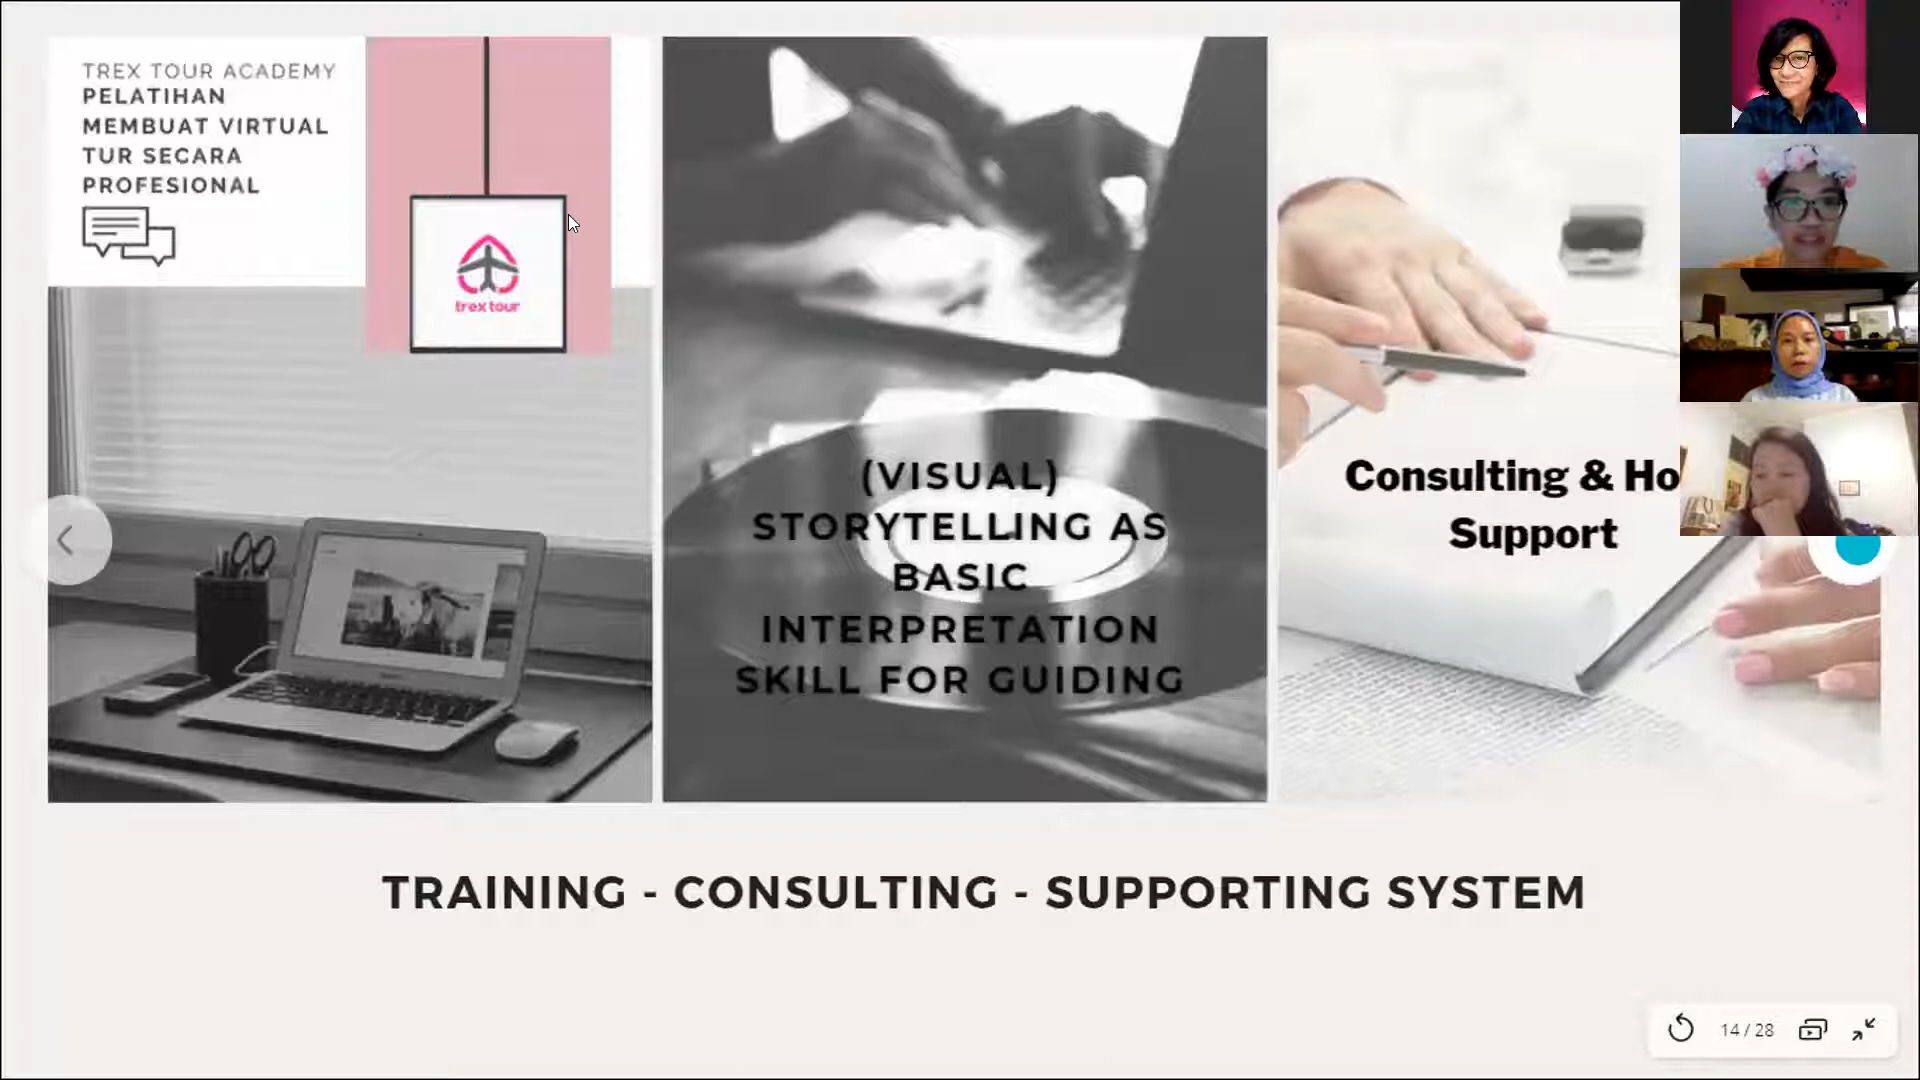 TREX TOUR ACADEMY
PELATIHAN
MEMBUAT VIRTUAL
TUR SECARA
PROFESIONAL
trex tour
(VISUAL)
STORYTELLING AS
BASIC
INTERPRETATION
SKILL FOR GUIDING
Consulting & Ho
Support
TRAINING - CONSULTING - SUPPORTING SYSTEM
14 / 28